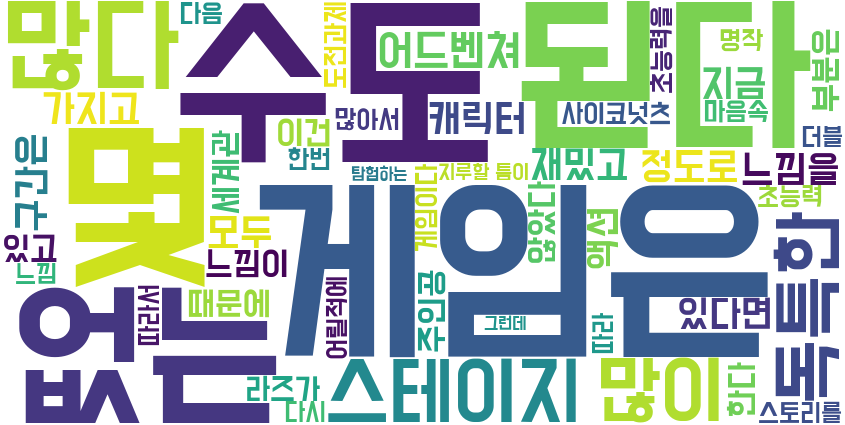 많다
수도
된다
다음
도전과제
어드벤쳐
초능력을
명작
부분은
지금
마음속
가지고
이건
많아서
캐릭터
사이코넛츠
더블
한번
몇
구간은
세계관
탐험하는
지루할 틈이
재밌고
정도로
느낌을
초능력
있고
느낌
모두
느낌이
게임이다
않았다
액션
게임은
독특한
없는
따라서
때문에
어릴적에
주인공
그런데
따라
있다면
라즈가
다시
스테이지
많이
한다
스토리를